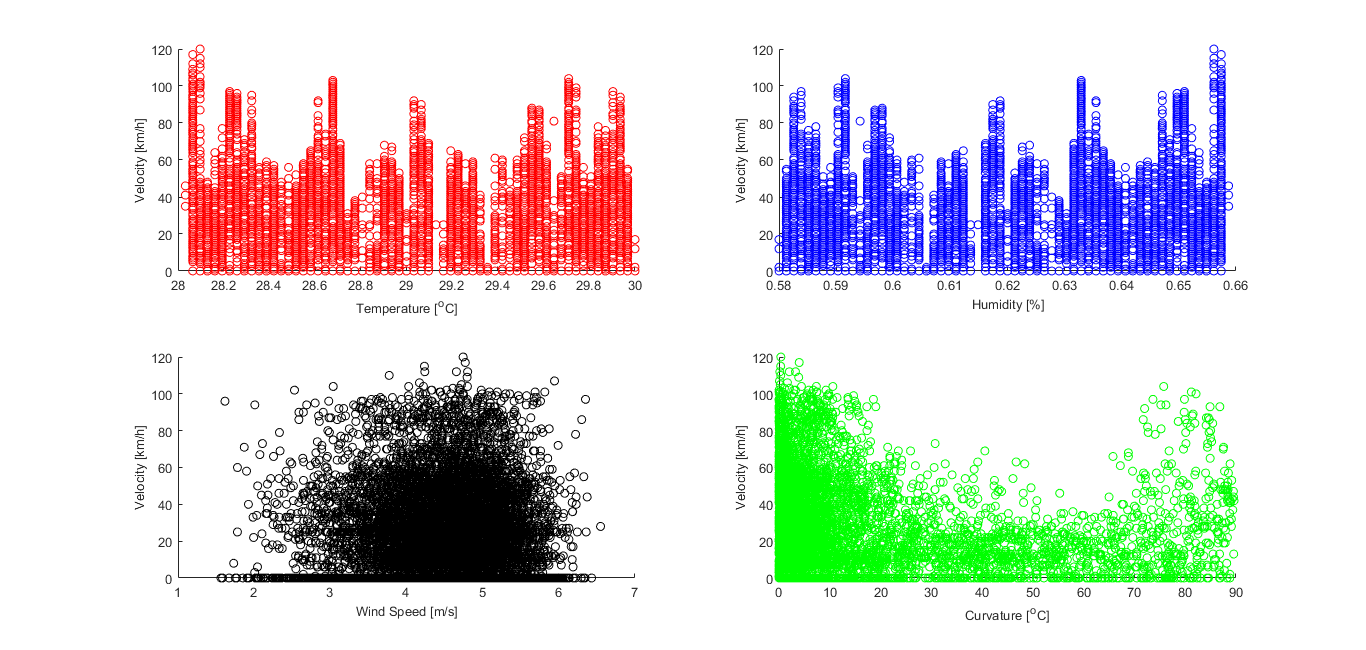 120
100
80
60
40
20
0
Velocity [km/h]
28 28.2 28.4 28.6 28.8 29 29.2 29.4 29.6 29.8 30
Temperature [°C]
120
100
80
60
40
20
0
Velocity [km/h]
0.58 0.59 0.6 0.61 0.62 0.63 0.64 0.65 0.66
Humidity [%]
120
100
80
60
40
20
0
Velocity [km/h]
1 2 3 4 5 6 7
Wind Speed [m/s]
120
100
80
60
40
20
0
Velocity [km/h]
0 10 20 30 40 50 60 70 80 90
Curvature [°C]